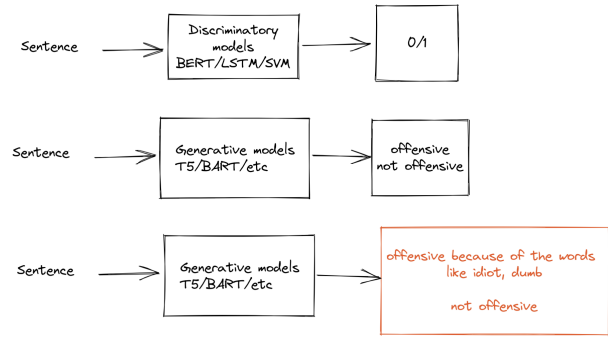 Sentence
Discriminatory
models
BERT/LSTM/SVM
0/1
Sentence
Generative models
T5/BART/etc
offensive
not offensive
Sentence
Generative models
T5/BART/etc
offensive because of the words
like idiot, dumb
not offensive